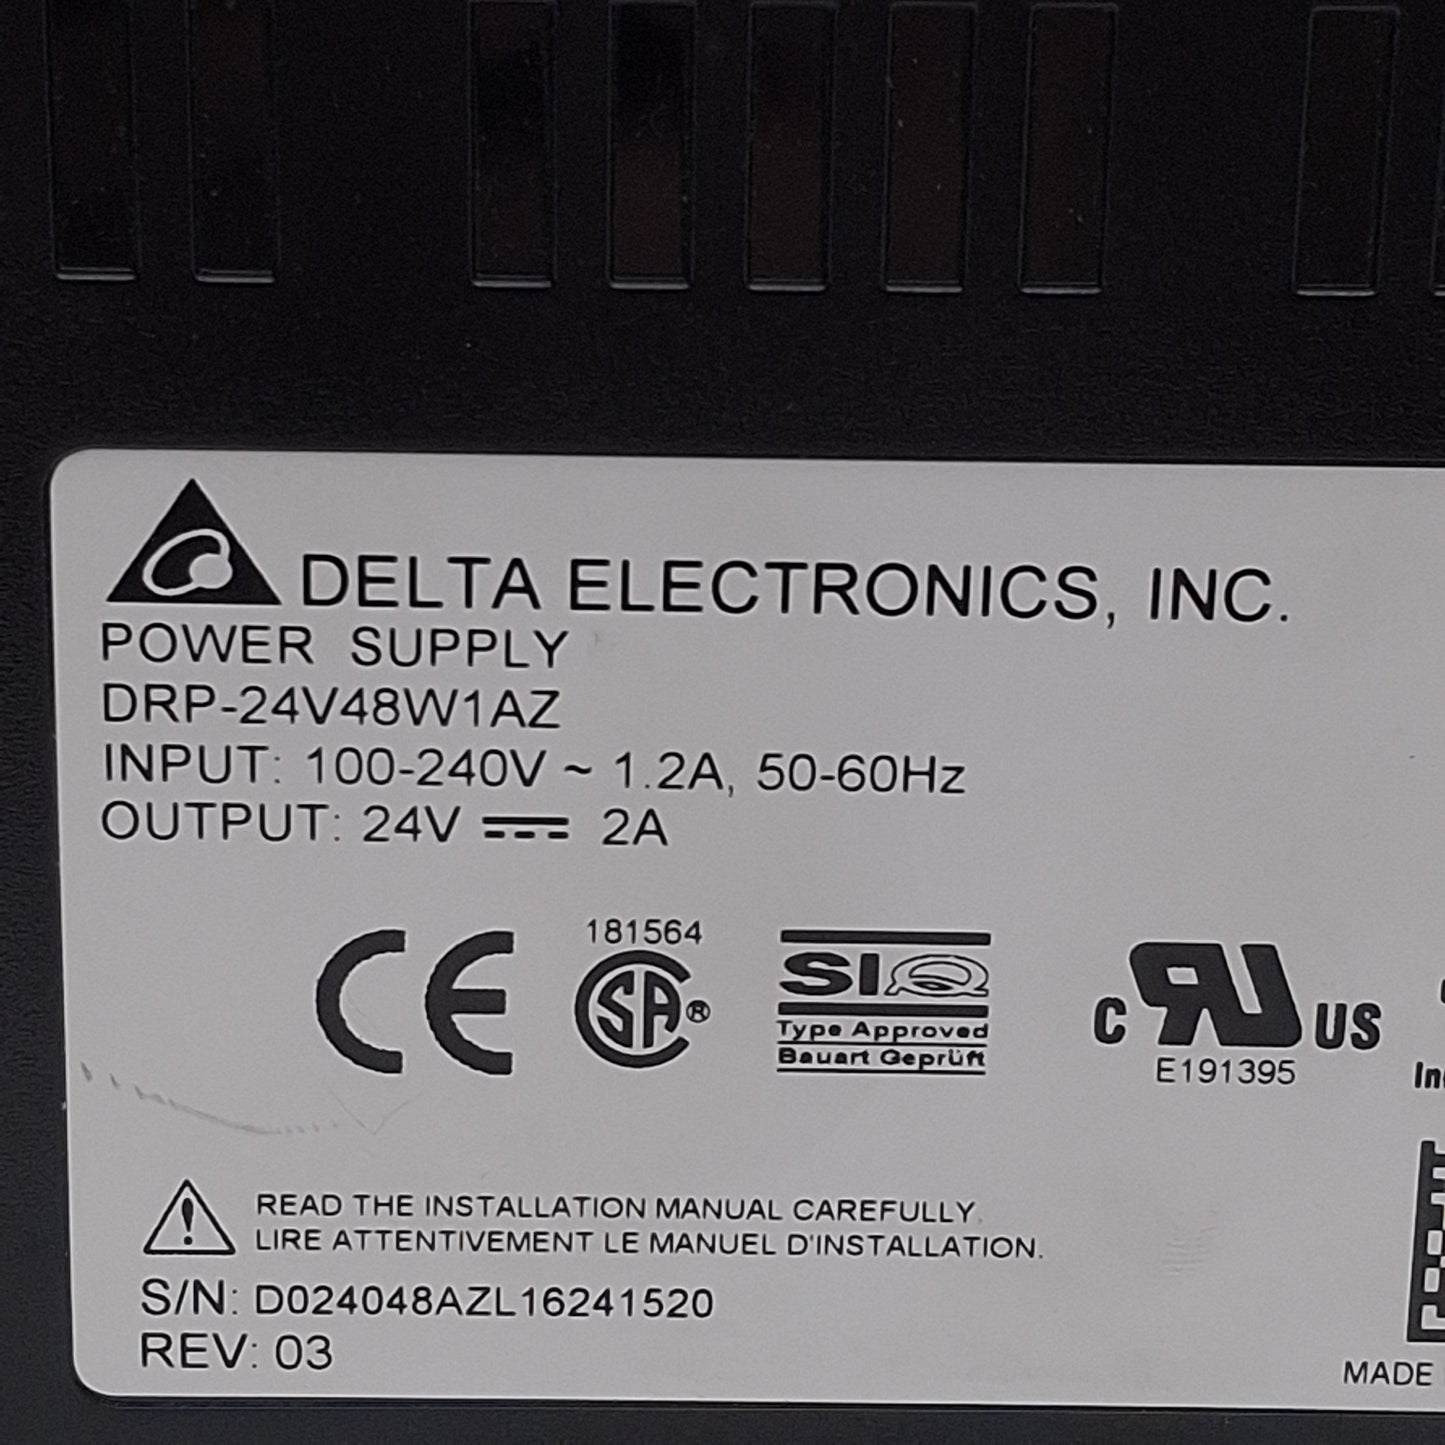 DELTA ELECTRONICS, INC.
POWER SUPPLY
DRP-24V48W1AZ
INPUT: 100-240V ~ 1.2A, 50-60Hz
OUTPUT: 24V ⎓ 2A
CE
181564
SA®
SIQ
Type Approved
Bauart Geprüft
C RU US
E191395
READ THE INSTALLATION MANUAL CAREFULLY.
LIRE ATTENTIVEMENT LE MANUEL D'INSTALLATION.
S/N: D024048AZL16241520
REV: 03
MADE